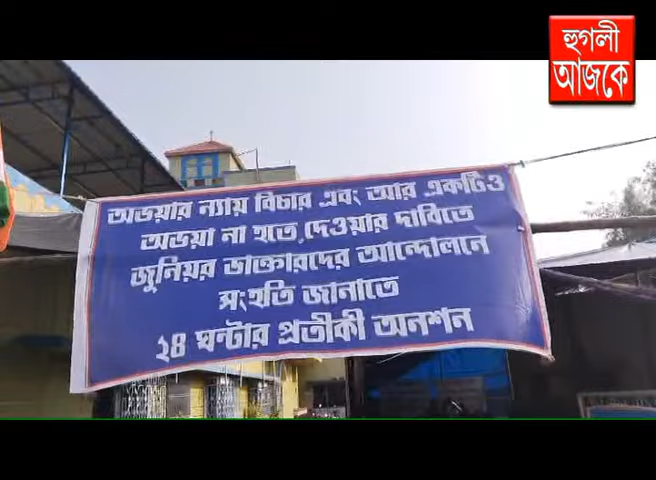 হুগলী
আজকে
অভয়ার ন্যায় বিচার এবং আর একটিও
অভয়া না হতে দেওয়ার দাবিতে
জুনিয়র ডাক্তারদের আন্দোলনে
সংহতি জানাতে
২৪ ঘন্টার প্রতীকী অনশন